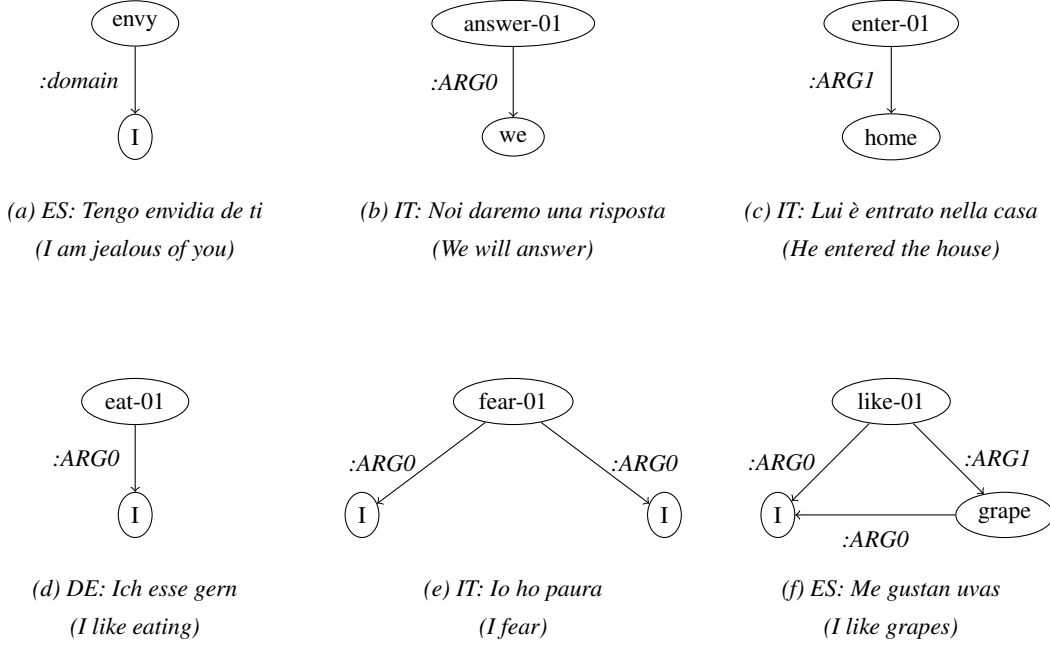 envy
:domain
I
(a) ES: Tengo envidia de ti
(I am jealous of you)
answer-01
:ARG0
we
(b) IT: Noi daremo una risposta
(We will answer)
enter-01
:ARG1
home
(c) IT: Lui è entrato nella casa
(He entered the house)
eat-01
:ARG0
I
(d) DE: Ich esse gern
(I like eating)
fear-01
:ARG0 :ARG0
I I
(e) IT: Io ho paura
(I fear)
like-01
:ARG0 :ARG1
I grape
:ARG0
(f) ES: Me gustan uvas
(I like grapes)